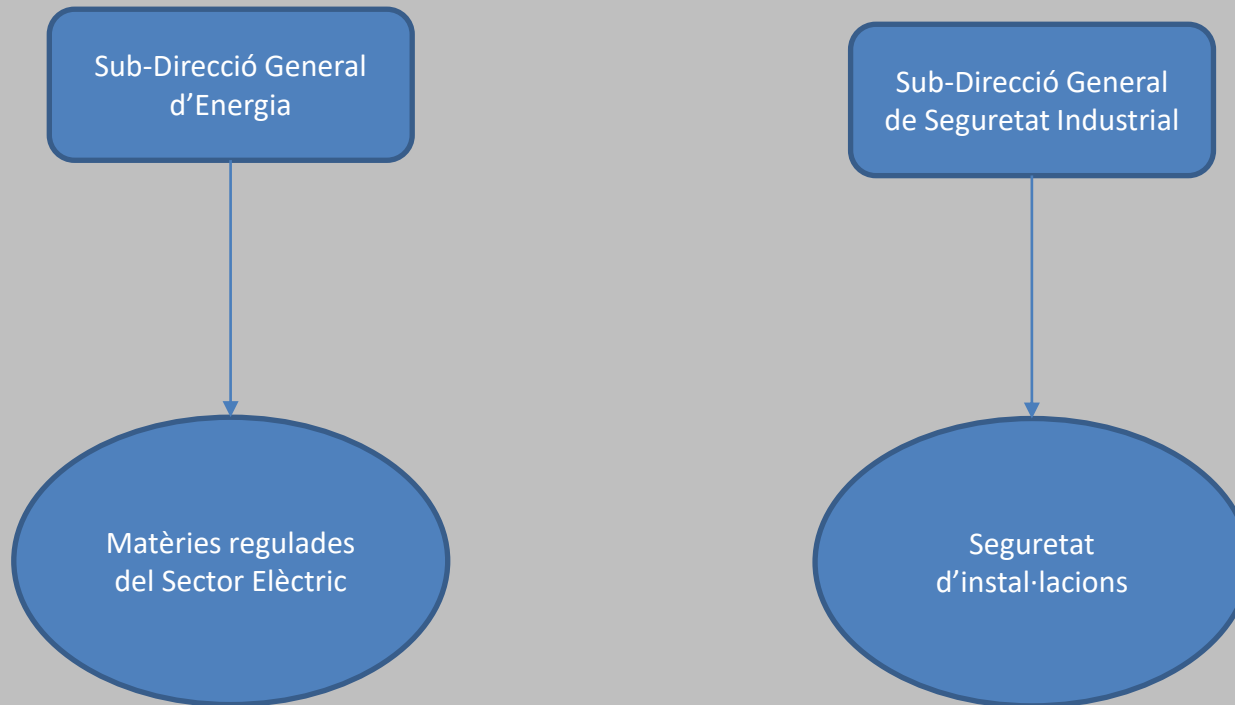 Sub-Direcció General
d’Energia
Sub-Direcció General
de Seguretat Industrial
Matèries regulades
del Sector Elèctric
Seguretat
d’instal·lacions